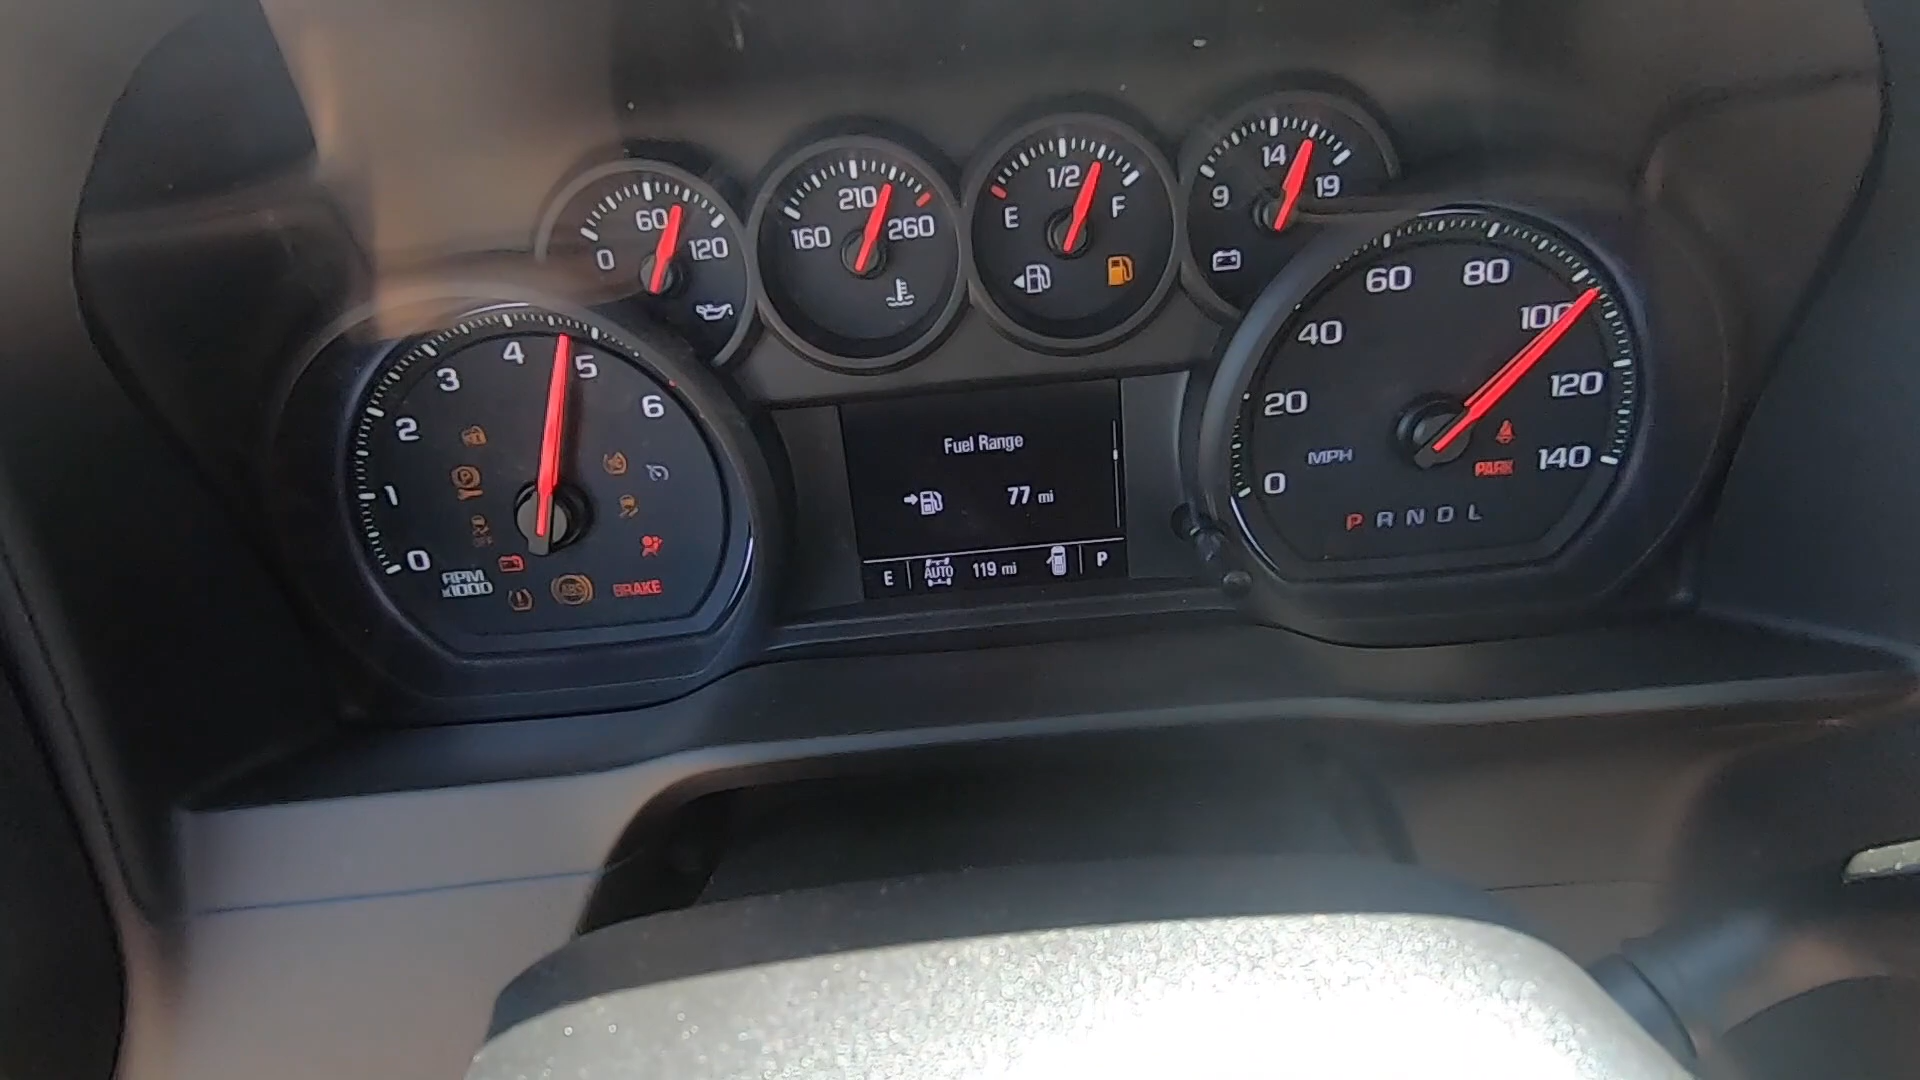 0 60 120
160 210 260
E 1/2 F
9 14 19
0 1 2 3 4 5 6
RPM
x1000
ABS
BRAKE
Fuel Range
77 mi
E AUTO 119 mi P
0 20 40 60 80 100 120 140
MPH
PARK
P R N D L